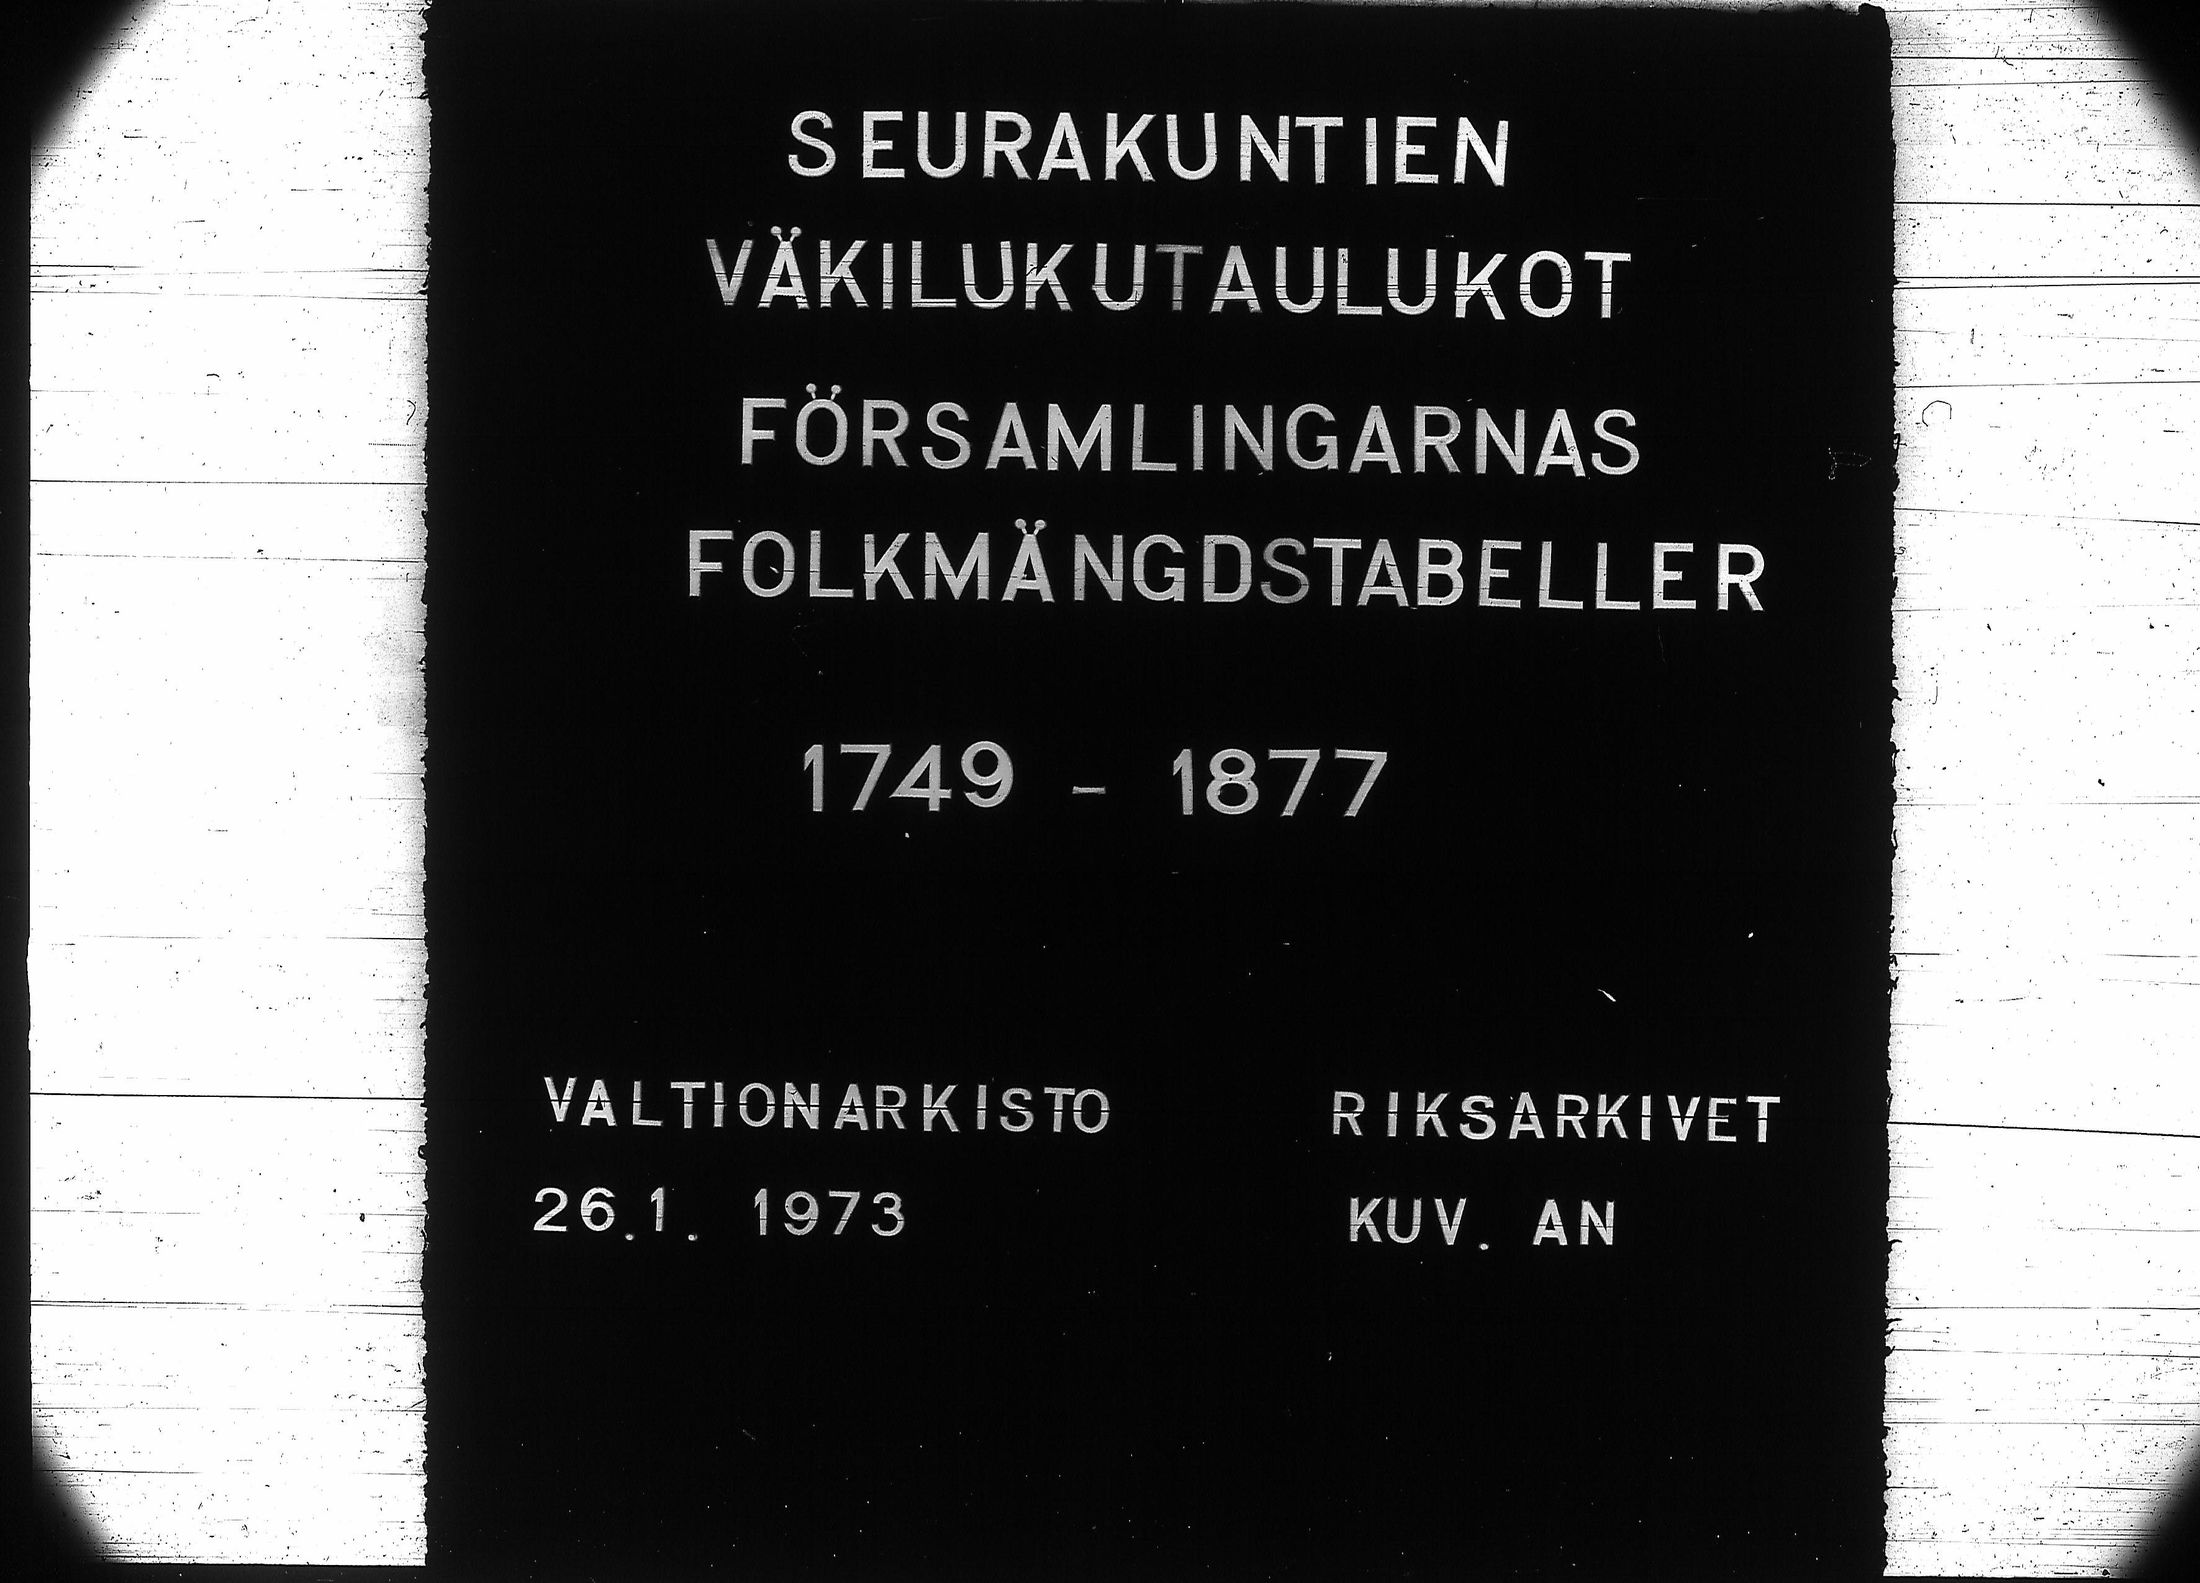 SEURAKUNTIEN
VÄKILUKUTAULUKOT
FÖRSAMLINGARNAS
FOLKMÄNGDSTABELLER
1749 - 1877
VALTIONARKISTO RIKSARKIVET
26.1. 1973 KUV. AN